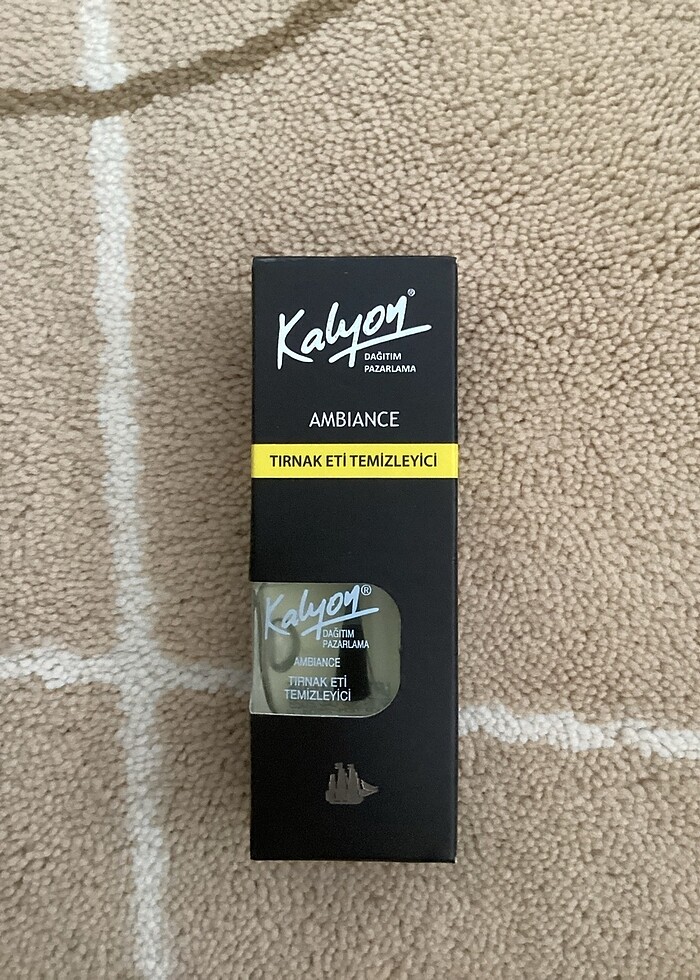 Kalyon®
DAĞITIM
PAZARLAMA
AMBIANCE
TIRNAK ETİ TEMİZLEYİCİ
Kalyon®
DAĞITIM
PAZARLAMA
AMBIANCE
TIRNAK ETİ
TEMİZLEYİCİ